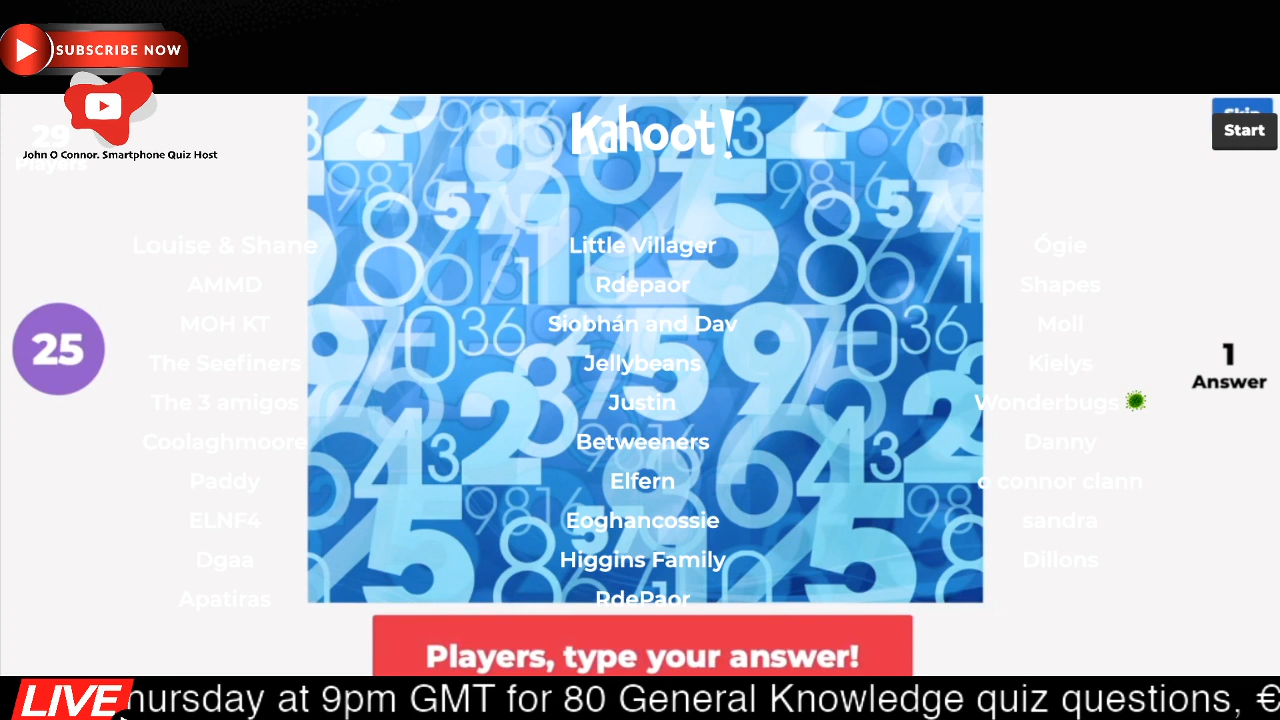 SUBSCRIBE NOW
29
Players
John O Connor. Smartphone Quiz Host
Kahoot!
Skip
Start
Louise & Shane
Little Villager
Ógie
AMMD
Rdepaor
Shapes
MOH KT
Siobhán and Dav
Moll
The Seefiners
Jellybeans
Kielys
The 3 amigos
Justin
Wonderbugs
Coolaghmoore
Betweeners
Danny
Paddy
Elfern
o connor clann
ELNF4
Eoghancossie
sandra
Dgaa
Higgins Family
Dillons
Apatiras
RdePaor
25
1
Answer
Players, type your answer!
LIVE
hursday at 9pm GMT for 80 General Knowledge quiz questions, €